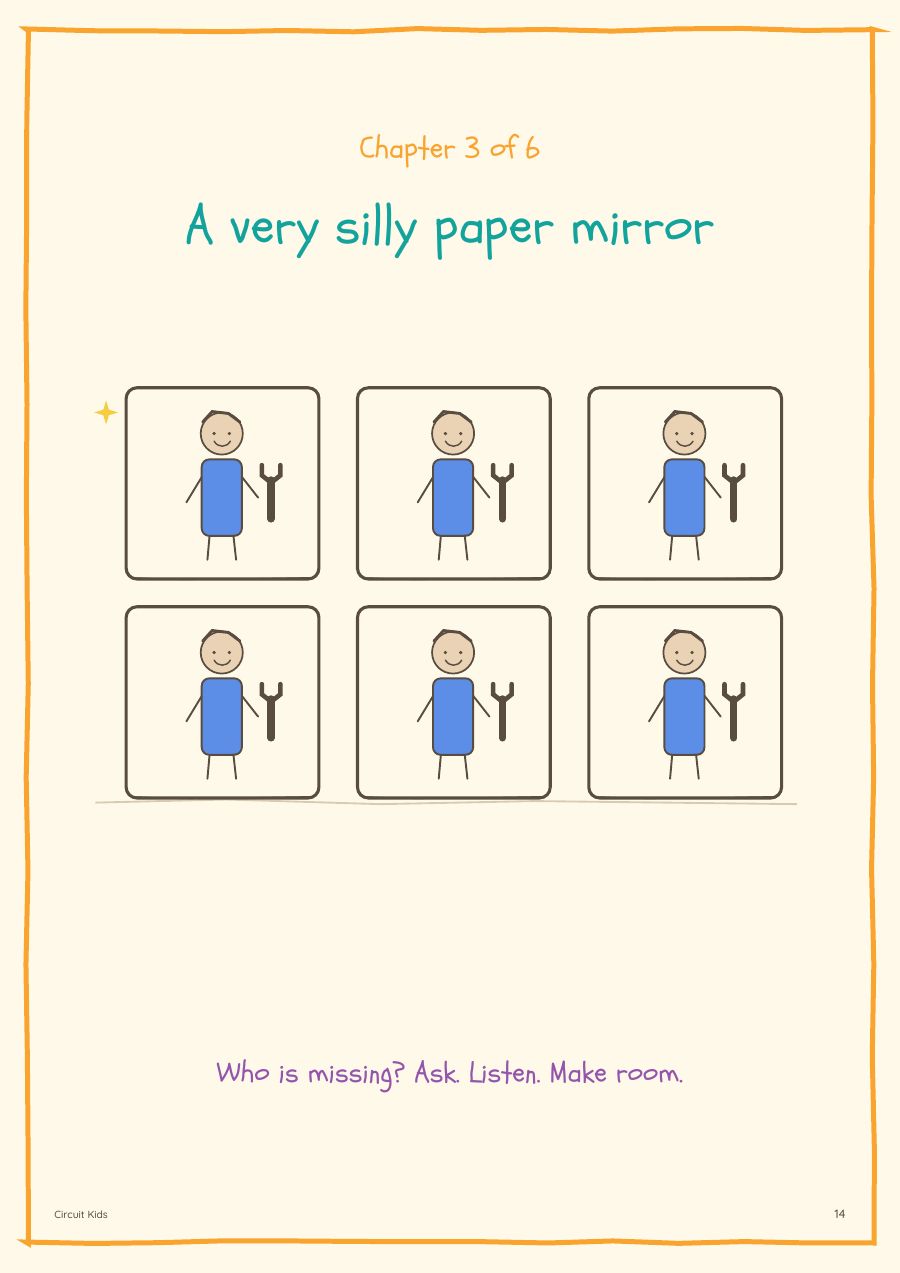 Chapter 3 of 6
A very silly paper mirror
Who is missing? Ask. Listen. Make room.
Circuit Kids
14